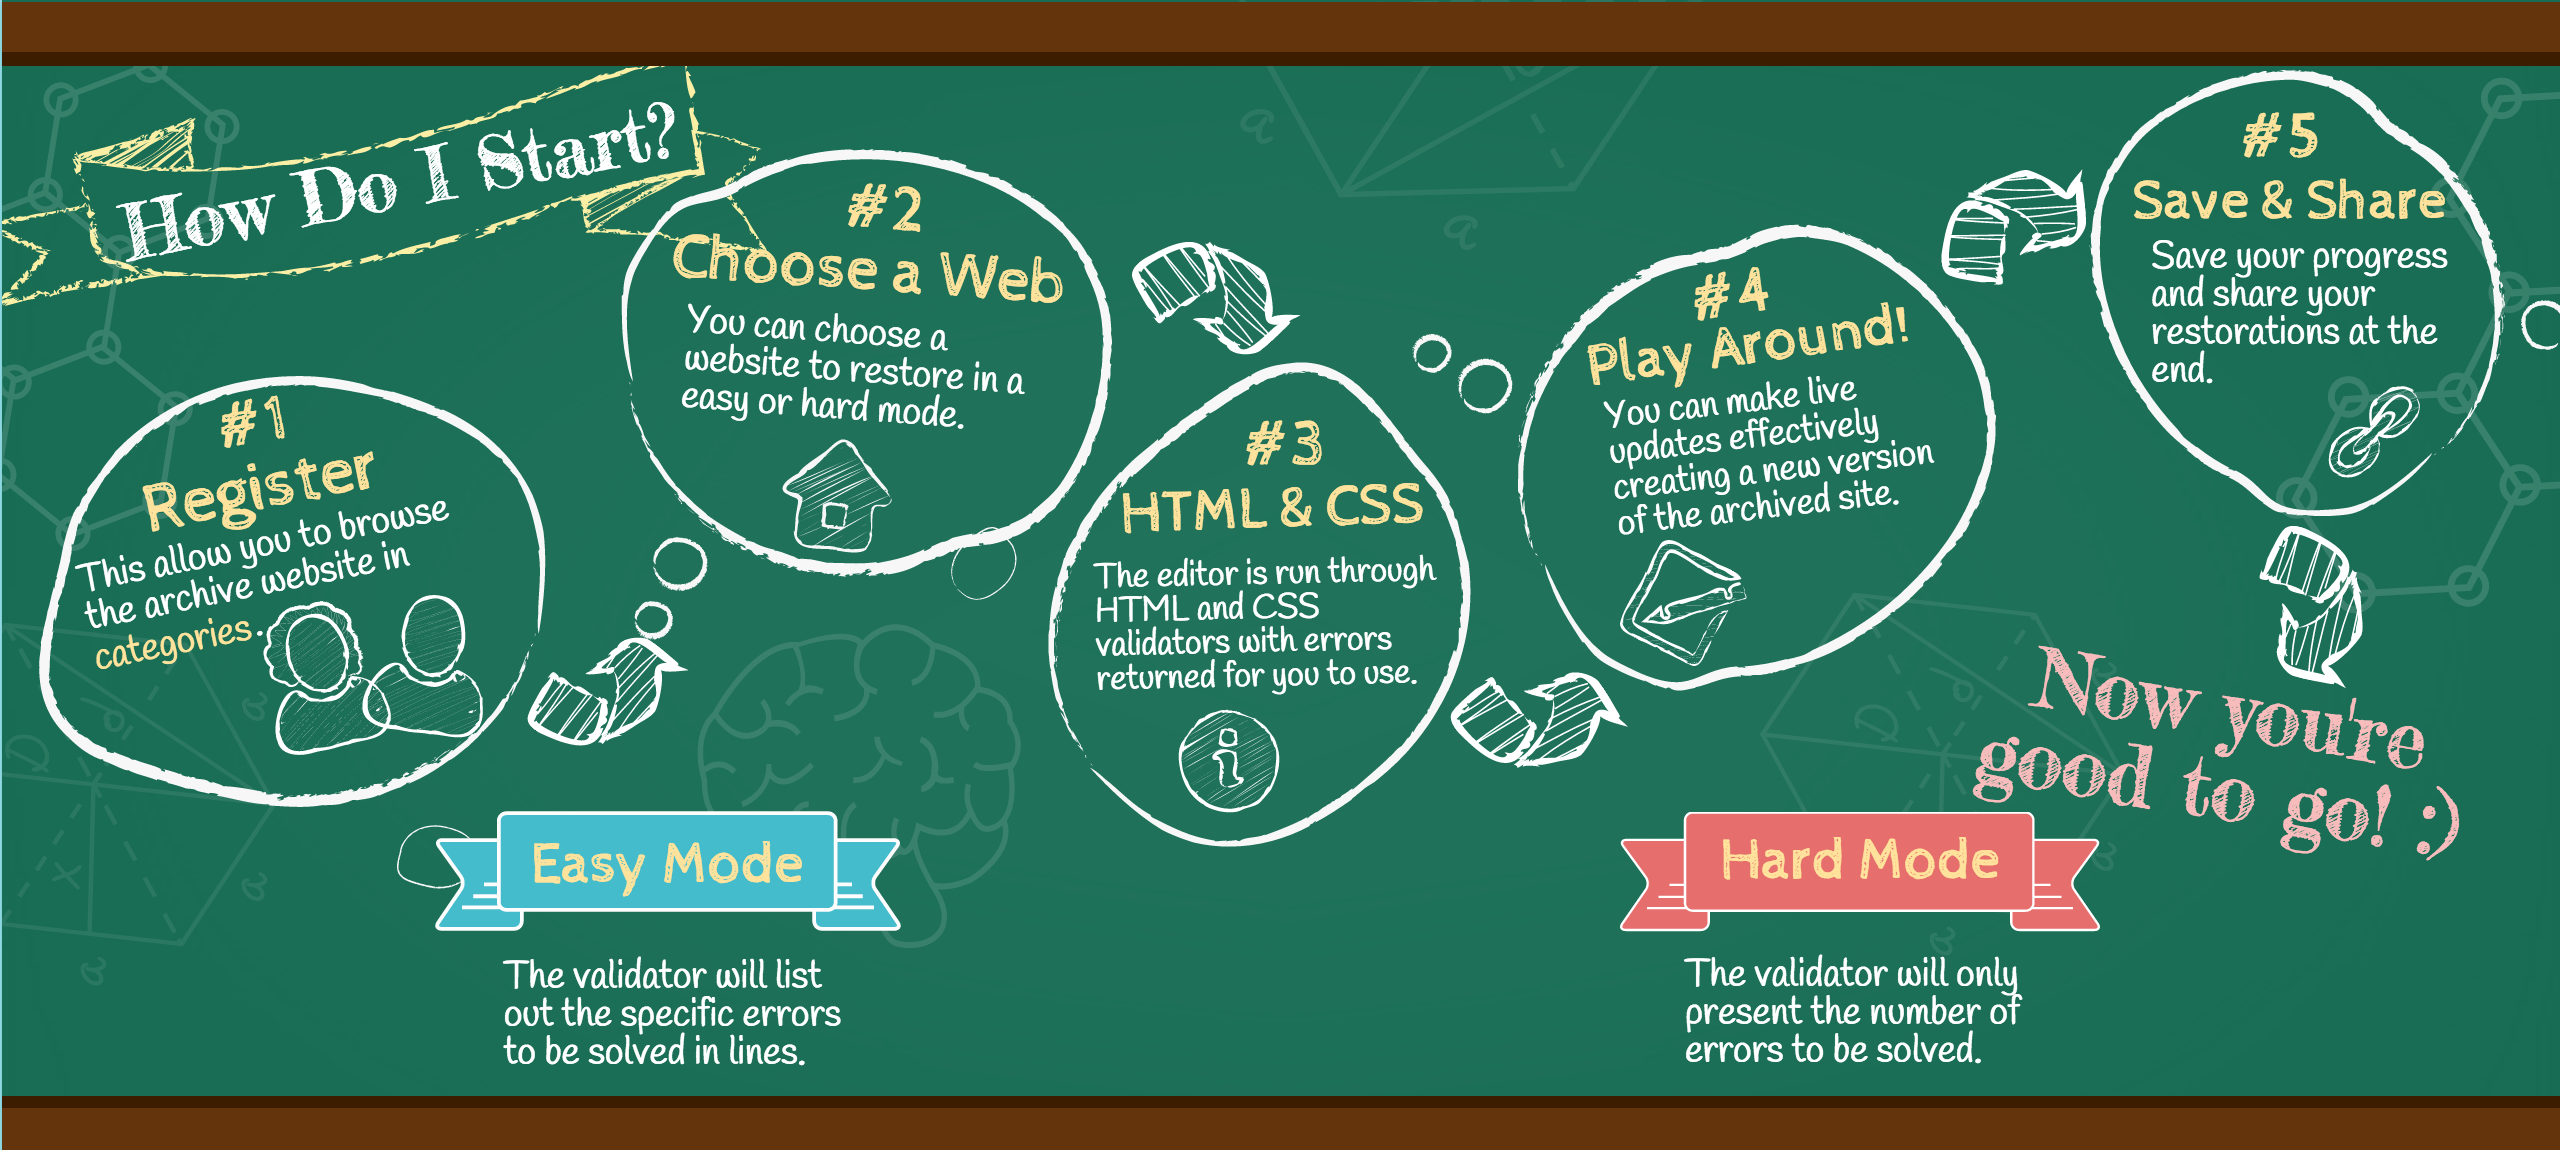 How Do I Start?
#1
Register
This allow you to browse
the archive website in
categories.
#2
Choose a Web
You can choose a
website to restore in a
easy or hard mode.
#3
HTML & CSS
The editor is run through
HTML and CSS
validators with errors
returned for you to use.
#4
Play Around!
You can make live
updates effectively
creating a new version
of the archived site.
#5
Save & Share
Save your progress
and share your
restorations at the
end.
Now you're
good to go! :)
Easy Mode
The validator will list
out the specific errors
to be solved in lines.
Hard Mode
The validator will only
present the number of
errors to be solved.